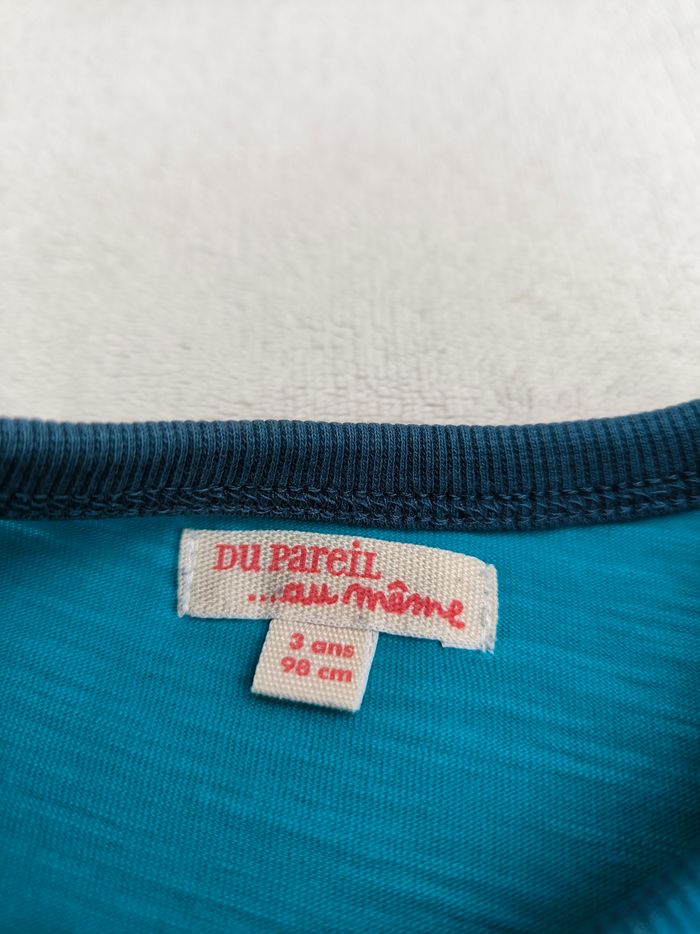 DU PareiL
...au même
3 ans
98 cm